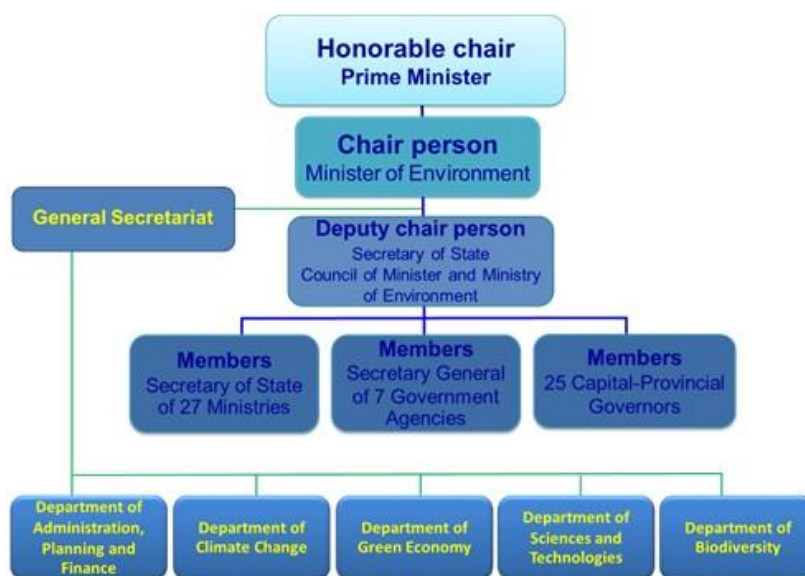 Honorable chair
Prime Minister
Chair person
Minister of Environment
General Secretariat
Deputy chair person
Secretary of State
Council of Minister and Ministry
of Environment
Members
Secretary of State
of 27 Ministries
Members
Secretary General
of 7 Government
Agencies
Members
25 Capital-Provincial
Governors
Department of
Administration,
Planning and
Finance
Department of
Climate Change
Department of
Green Economy
Department of
Sciences and
Technologies
Department of
Biodiversity